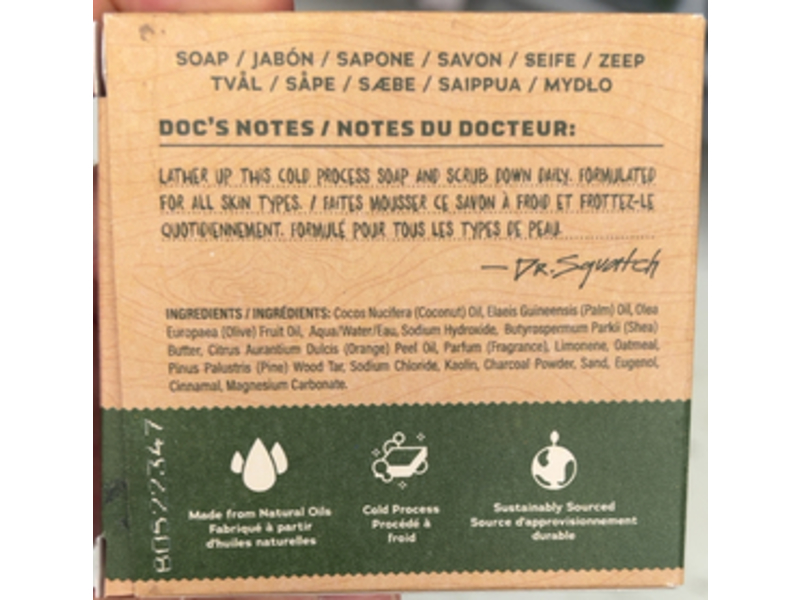 SOAP / JABÓN / SAPONE / SAVON / SEIFE / ZEEP
TVÅL / SÅPE / SÆBE / SAIPPUA / MYDŁO
DOC'S NOTES / NOTES DU DOCTEUR:
LATHER UP THIS COLD PROCESS SOAP AND SCRUB DOWN DAILY. FORMULATED
FOR ALL SKIN TYPES. / FAITES MOUSSER CE SAVON À FROID ET FROTTEZ-LE
QUOTIDIENNEMENT. FORMULÉ POUR TOUS LES TYPES DE PEAU.
— DR. Squatch
INGREDIENTS / INGRÉDIENTS: Cocos Nucifera (Coconut) Oil, Elaeis Guineensis (Palm) Oil, Olea
Europaea (Olive) Fruit Oil, Aqua/Water/Eau, Sodium Hydroxide, Butyrospermum Parkii (Shea)
Butter, Citrus Aurantium Dulcis (Orange) Peel Oil, Parfum (Fragrance), Limonene, Oatmeal,
Pinus Palustris (Pine) Wood Tar, Sodium Chloride, Kaolin, Charcoal Powder, Sand, Eugenol,
Cinnamal, Magnesium Carbonate.
80522347
Made from Natural Oils
Fabriqué à partir
d'huiles naturelles
Cold Process
Procédé à
froid
Sustainably Sourced
Source d'approvisionnement
durable